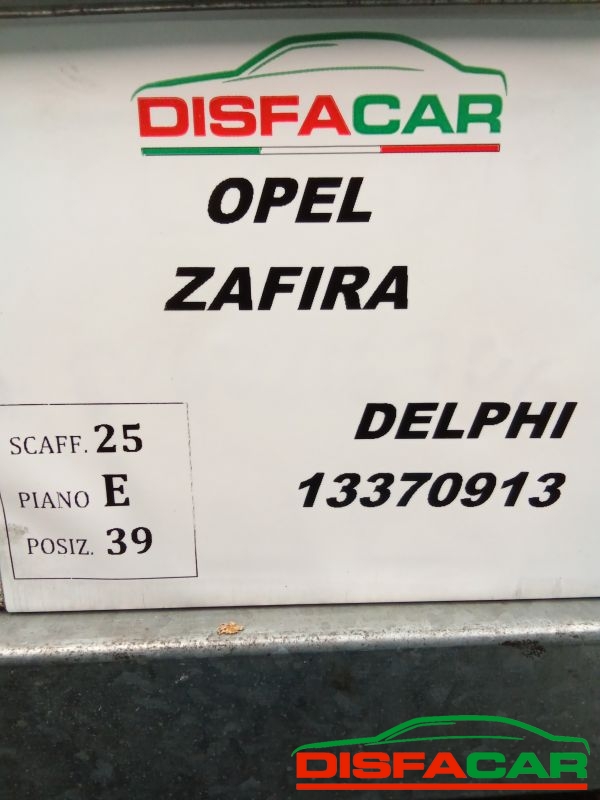 DISFACAR
OPEL
ZAFIRA
DELPHI
13370913
SCAFF. 25
PIANO E
POSIZ. 39
DISFACAR